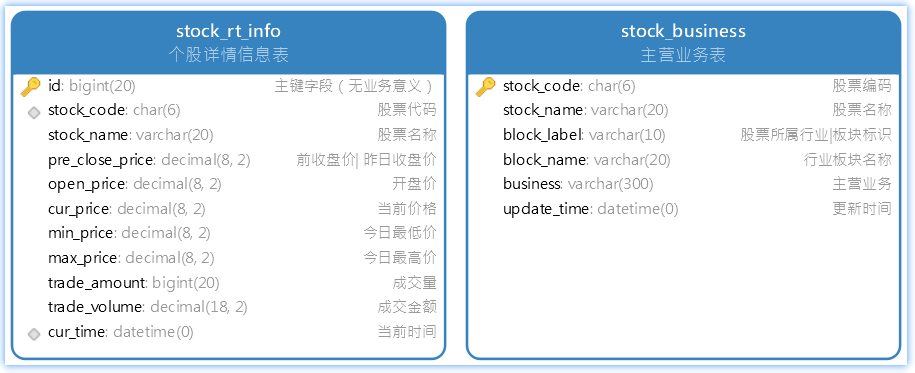 stock_rt_info
个股详情信息表
id: bigint(20) 主键字段（无业务意义）
stock_code: char(6) 股票代码
stock_name: varchar(20) 股票名称
pre_close_price: decimal(8, 2) 前收盘价| 昨日收盘价
open_price: decimal(8, 2) 开盘价
cur_price: decimal(8, 2) 当前价格
min_price: decimal(8, 2) 今日最低价
max_price: decimal(8, 2) 今日最高价
trade_amount: bigint(20) 成交量
trade_volume: decimal(18, 2) 成交金额
cur_time: datetime(0) 当前时间
stock_business
主营业务表
stock_code: char(6) 股票编码
stock_name: varchar(20) 股票名称
block_label: varchar(10) 股票所属行业|板块标识
block_name: varchar(20) 行业板块名称
business: varchar(300) 主营业务
update_time: datetime(0) 更新时间